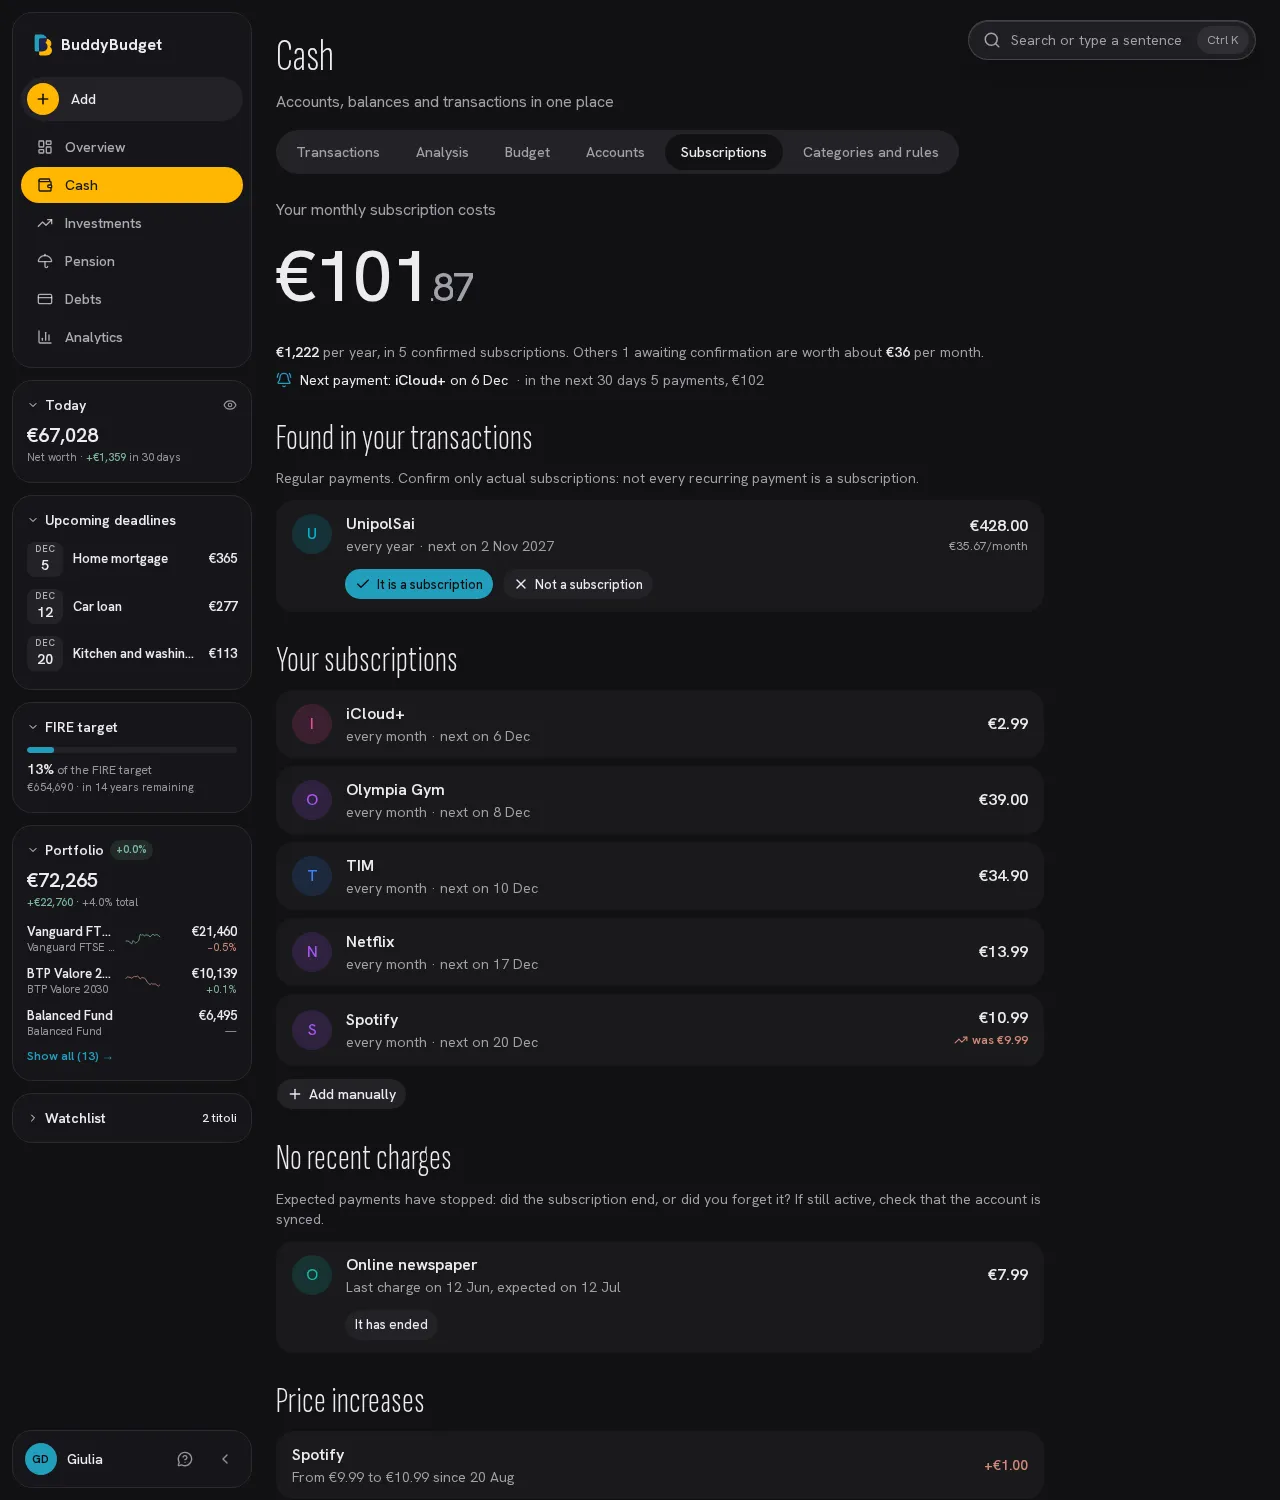 BuddyBudget
Add
Overview
Cash
Investments
Pension
Debts
Analytics
Today
€67,028
Net worth · +€1,359 in 30 days
Upcoming deadlines
DEC
5
Home mortgage
€365
DEC
12
Car loan
€277
DEC
20
Kitchen and washin...
€113
FIRE target
13% of the FIRE target
€654,690 · in 14 years remaining
Portfolio
+0.0%
€72,265
+€22,760 · +4.0% total
Vanguard FT...
€21,460
Vanguard FTSE ...
-0.5%
BTP Valore 2...
€10,139
BTP Valore 2030
+0.1%
Balanced Fund
€6,495
Balanced Fund
—
Show all (13) →
Watchlist
2 titoli
GD
Giulia
Cash
Search or type a sentence
Ctrl K
Accounts, balances and transactions in one place
Transactions
Analysis
Budget
Accounts
Subscriptions
Categories and rules
Your monthly subscription costs
€101.87
€1,222 per year, in 5 confirmed subscriptions. Others 1 awaiting confirmation are worth about €36 per month.
Next payment: iCloud+ on 6 Dec · in the next 30 days 5 payments, €102
Found in your transactions
Regular payments. Confirm only actual subscriptions: not every recurring payment is a subscription.
U
UnipolSai
€428.00
every year · next on 2 Nov 2027
€35.67/month
It is a subscription
Not a subscription
Your subscriptions
I
iCloud+
every month · next on 6 Dec
€2.99
O
Olympia Gym
every month · next on 8 Dec
€39.00
T
TIM
every month · next on 10 Dec
€34.90
N
Netflix
every month · next on 17 Dec
€13.99
S
Spotify
€10.99
every month · next on 20 Dec
was €9.99
Add manually
No recent charges
Expected payments have stopped: did the subscription end, or did you forget it? If still active, check that the account is
synced.
O
Online newspaper
Last charge on 12 Jun, expected on 12 Jul
€7.99
It has ended
Price increases
Spotify
From €9.99 to €10.99 since 20 Aug
+€1.00